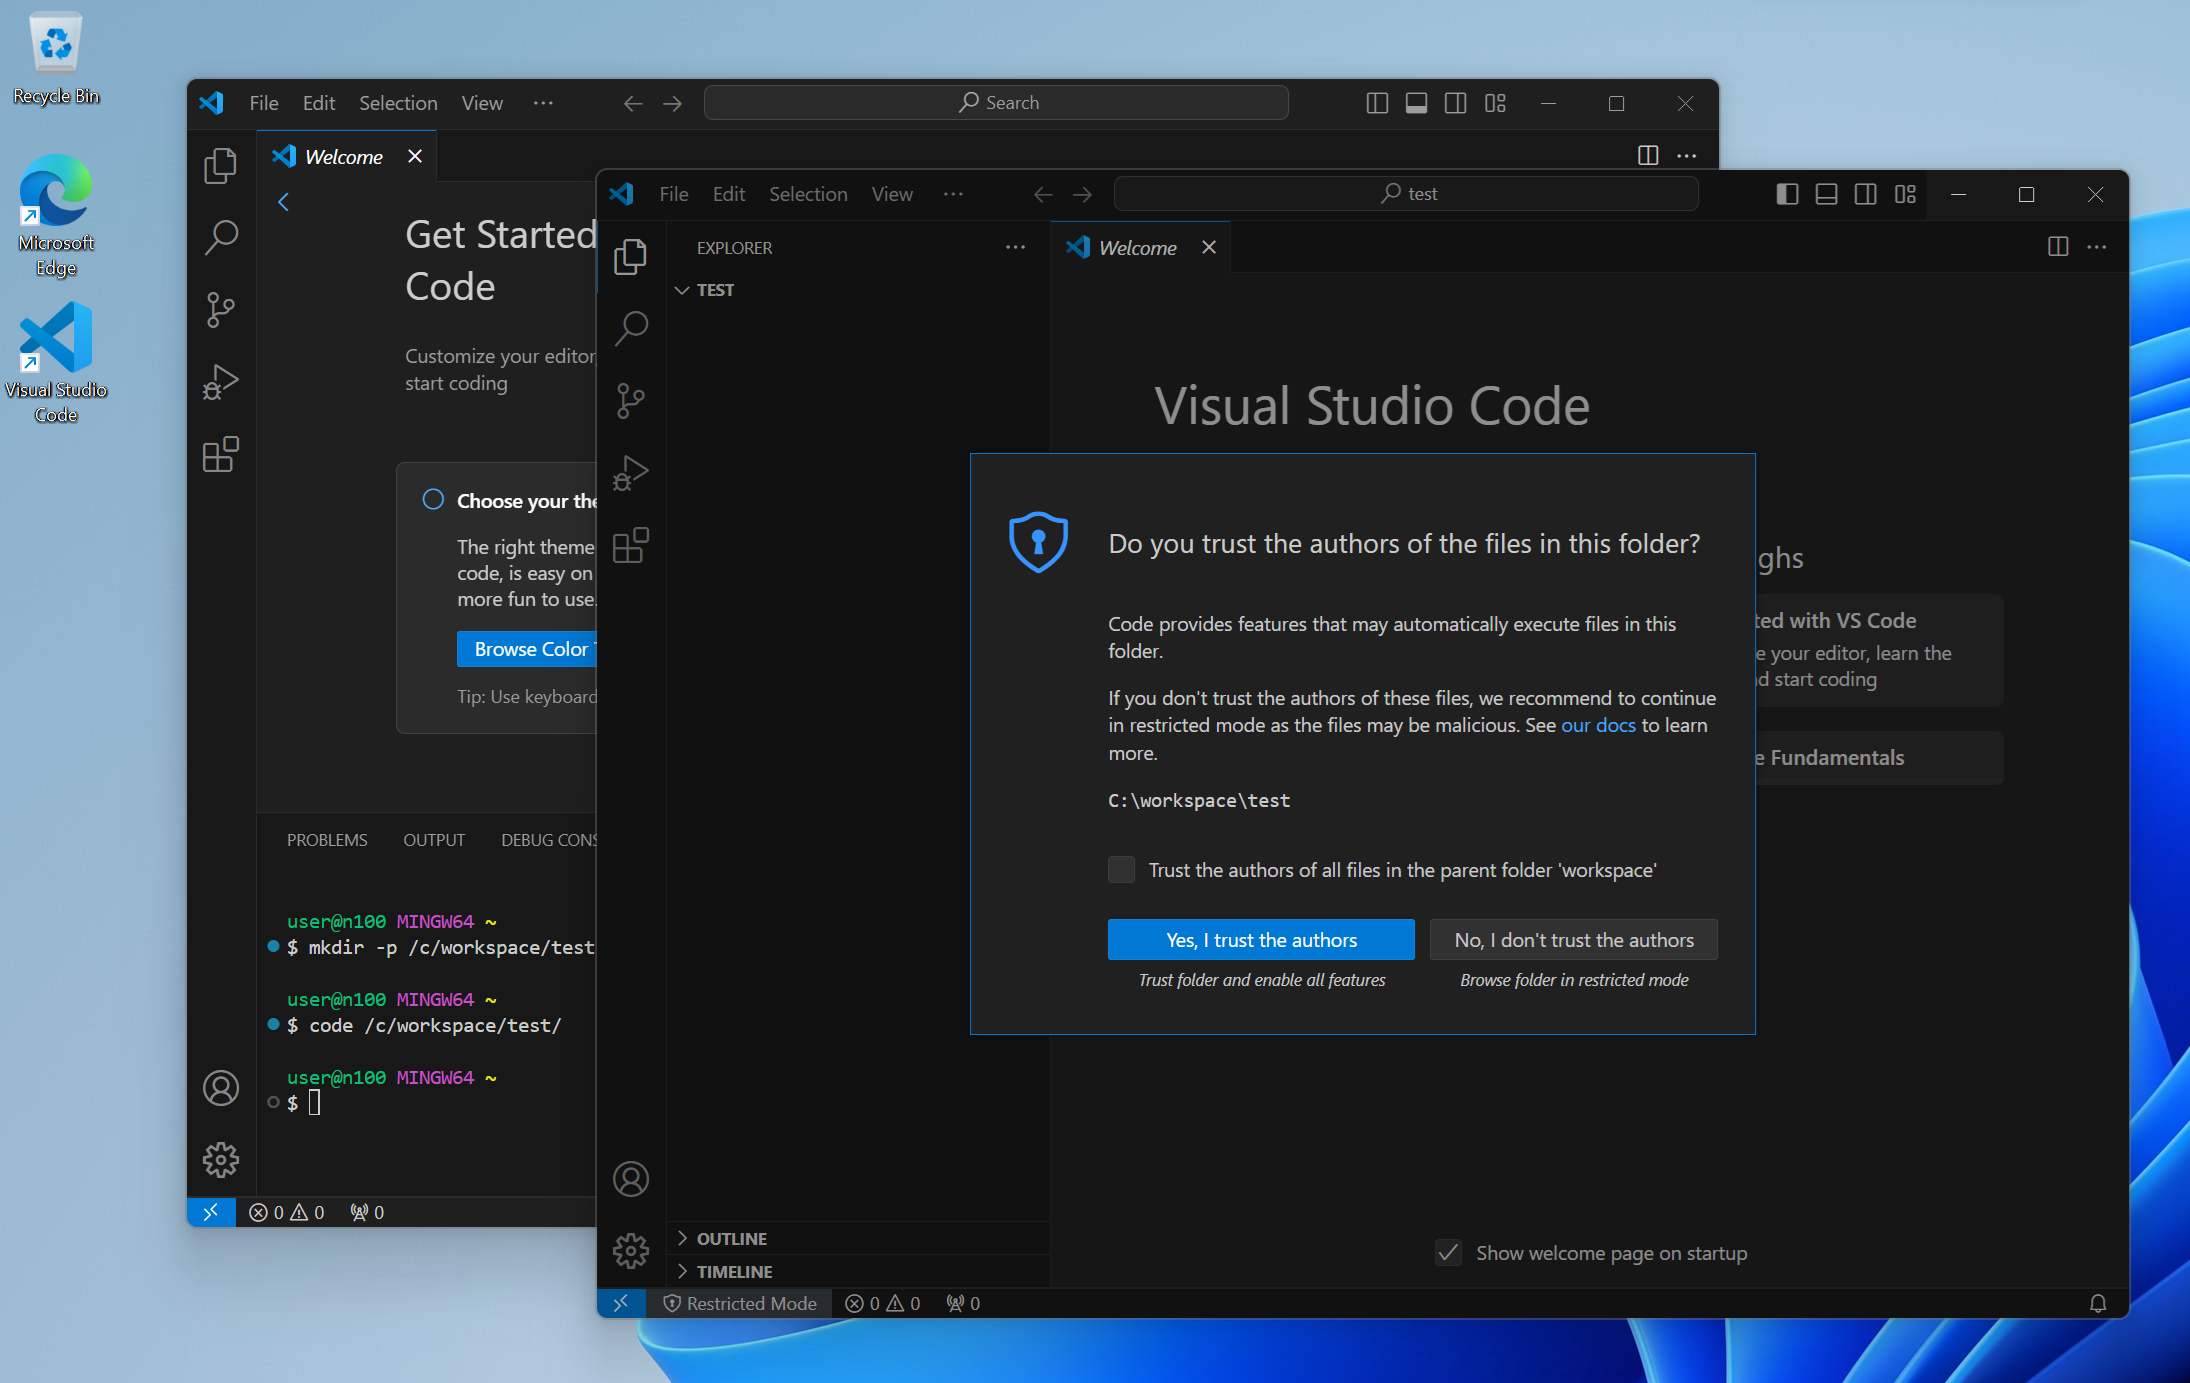 Recycle Bin
Microsoft
Edge
Visual Studio
Code
File Edit Selection View ··· Search
Welcome
Get Started
Code
Customize your editor,
start coding
Choose your the
The right theme
code, is easy on
more fun to use.
Browse Color
Tip: Use keyboard
PROBLEMS OUTPUT DEBUG CONS
user@n100 MINGW64 ~
$ mkdir -p /c/workspace/test
user@n100 MINGW64 ~
$ code /c/workspace/test/
user@n100 MINGW64 ~
$
0 0 0
File Edit Selection View ··· test
EXPLORER
TEST
OUTLINE
TIMELINE
Welcome
Visual Studio Code
ghs
ted with VS Code
e your editor, learn the
d start coding
e Fundamentals
Do you trust the authors of the files in this folder?
Code provides features that may automatically execute files in this
folder.
If you don't trust the authors of these files, we recommend to continue
in restricted mode as the files may be malicious. See our docs to learn
more.
C:\workspace\test
Trust the authors of all files in the parent folder 'workspace'
Yes, I trust the authors
Trust folder and enable all features
No, I don't trust the authors
Browse folder in restricted mode
Show welcome page on startup
Restricted Mode 0 0 0